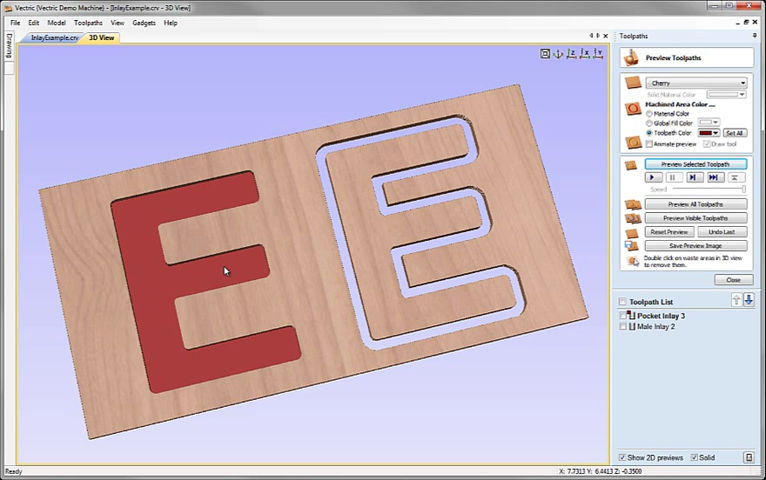 Vectric {Vectric Demo Machine} - [InlayExample.crv - 3D View]
File Edit Model Toolpaths View Gadgets Help
InlayExample.crv 3D View
Drawing
Toolpaths
Preview Toolpaths
Cherry
Solid Material Color
Machined Area Color ...
Material Color
Global Fill Color
Toolpath Color Set All
Animate preview Draw tool
Preview Selected Toolpath
Speed
Preview All Toolpaths
Preview Visible Toolpaths
Reset Preview Undo Last
Save Preview Image
Double click on waste areas in 3D view
to remove them.
Close
Toolpath List
Pocket Inlay 3
Male Inlay 2
Show 2D previews Solid
Ready X: 7.7313 Y: 6.4413 Z: -0.3500
E E